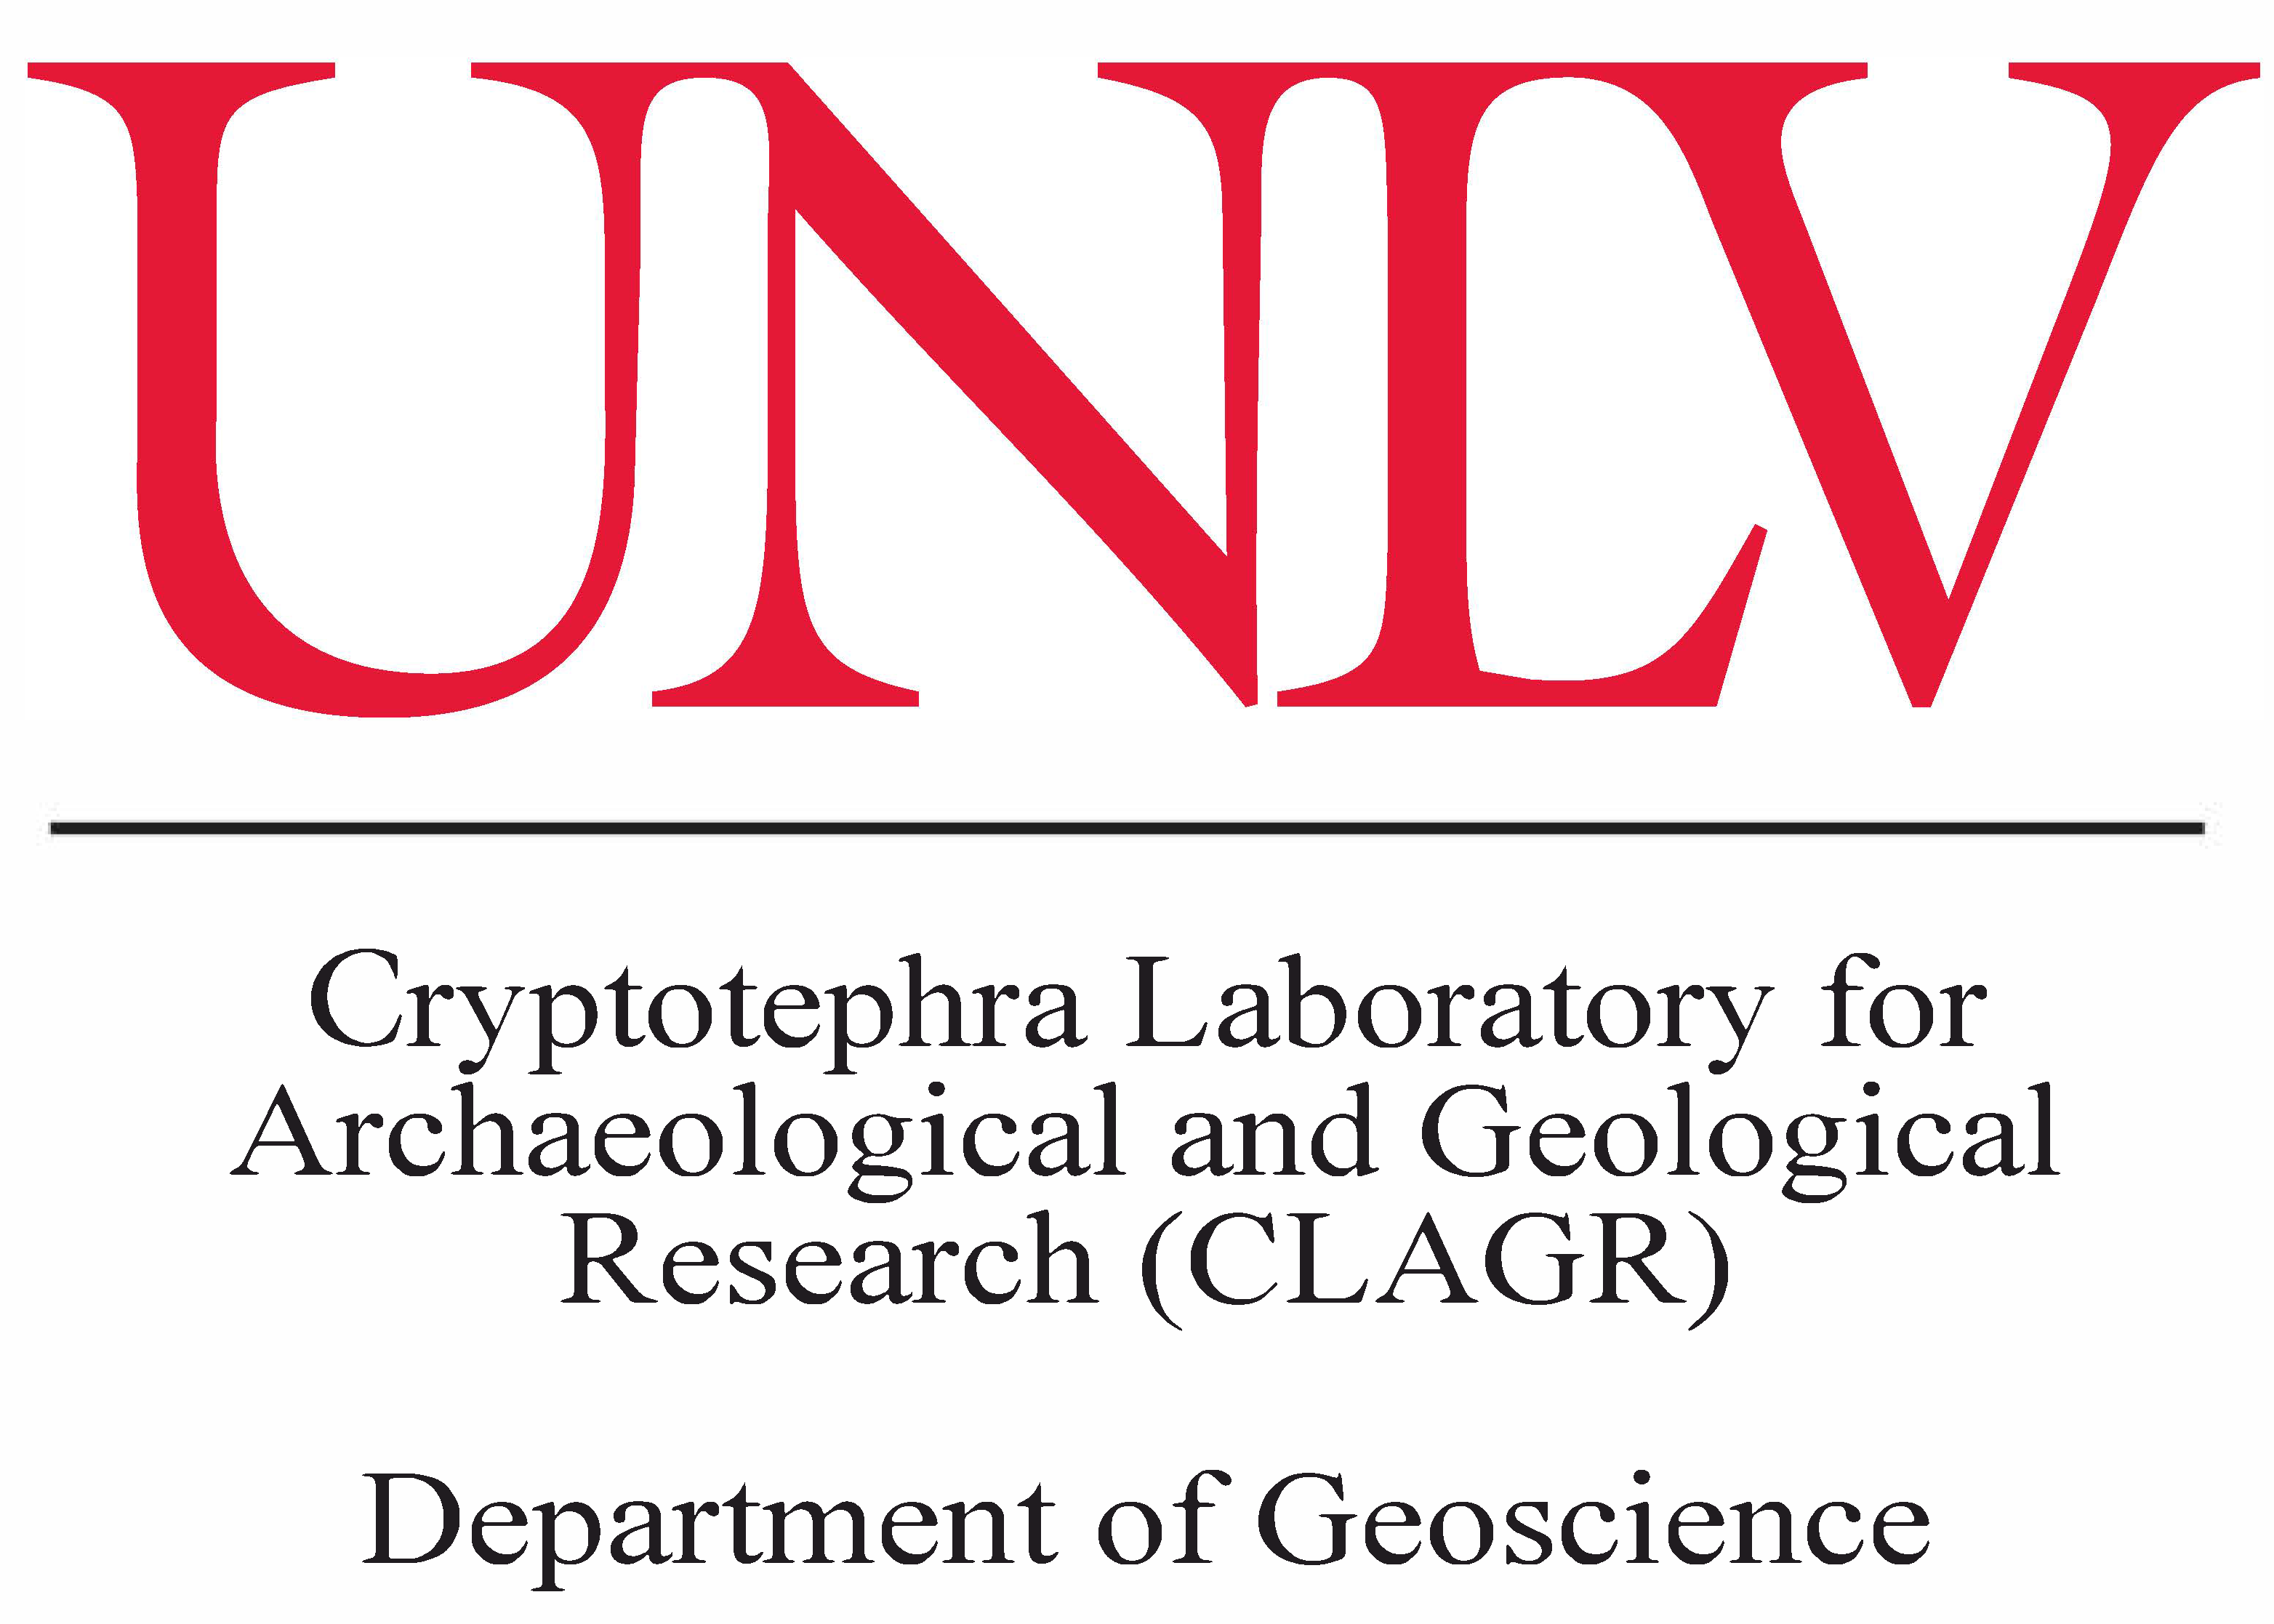 UNLV
Cryptotephra Laboratory for
Archaeological and Geological
Research (CLAGR)
Department of Geoscience